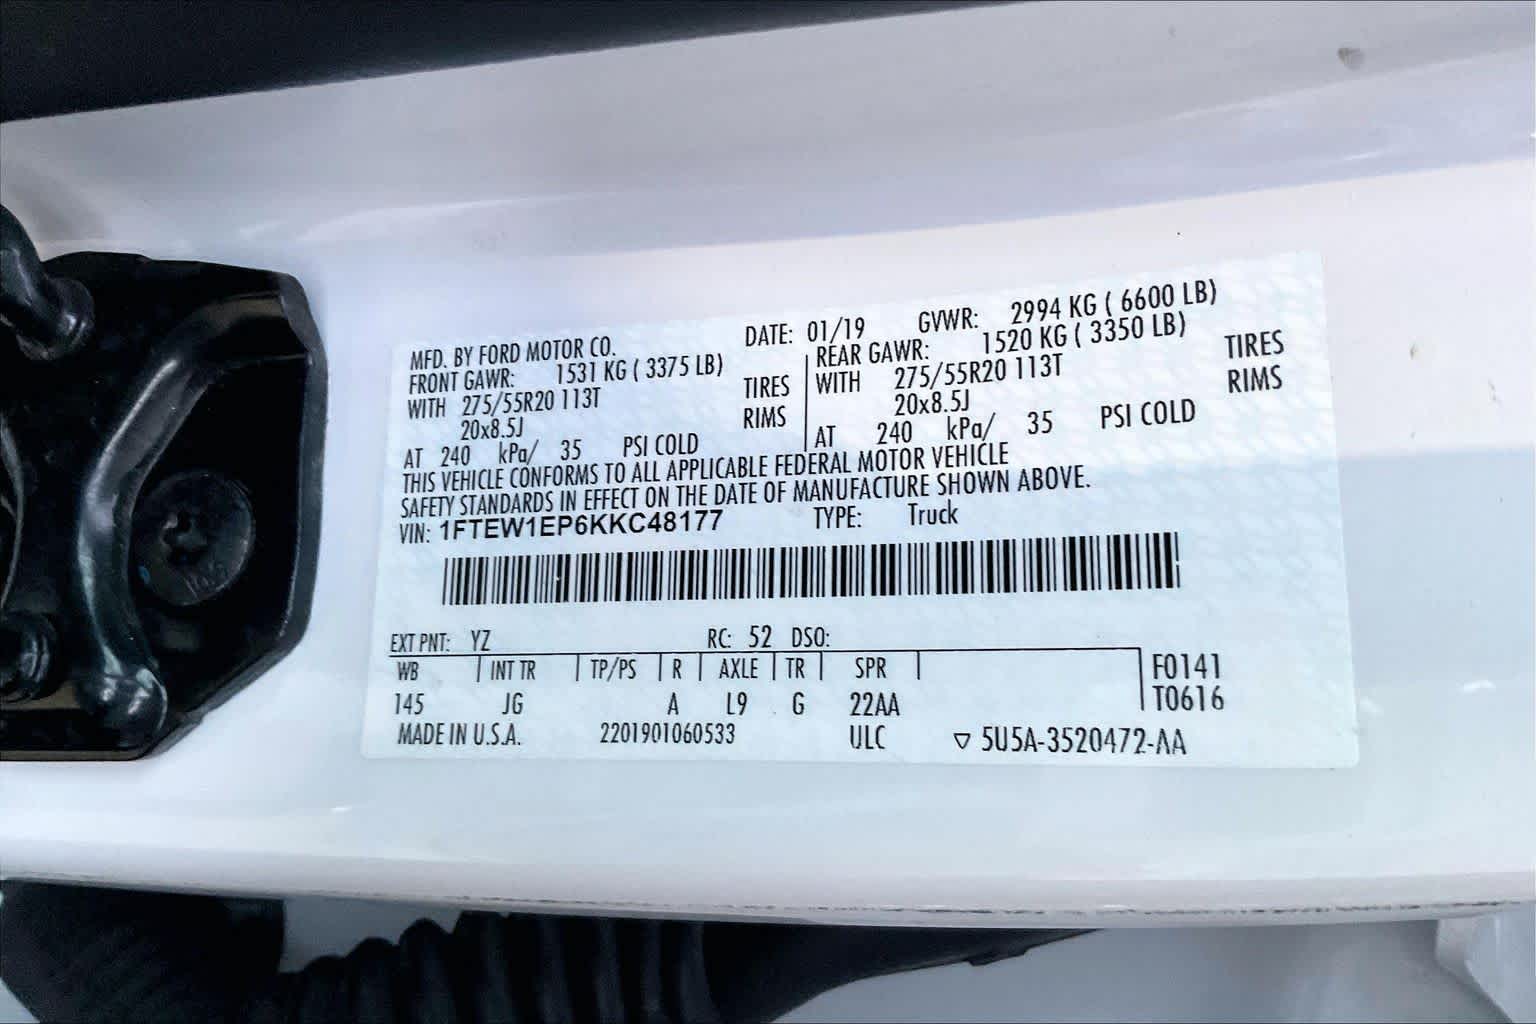 MFD. BY FORD MOTOR CO. DATE: 01/19 GVWR: 2994 KG ( 6600 LB)
FRONT GAWR: 1531 KG ( 3375 LB) REAR GAWR: 1520 KG ( 3350 LB)
WITH 275/55R20 113T TIRES WITH 275/55R20 113T TIRES
20x8.5J RIMS 20x8.5J RIMS
AT 240 kPa/ 35 PSI COLD AT 240 kPa/ 35 PSI COLD
THIS VEHICLE CONFORMS TO ALL APPLICABLE FEDERAL MOTOR VEHICLE
SAFETY STANDARDS IN EFFECT ON THE DATE OF MANUFACTURE SHOWN ABOVE.
VIN: 1FTEW1EP6KKC48177 TYPE: Truck
EXT PNT: YZ RC: 52 DSO:
WB INT TR TP/PS R AXLE TR SPR F0141
145 JG A L9 G 22AA T0616
MADE IN U.S.A. 2201901060533 ULC ▽ 5U5A-3520472-AA